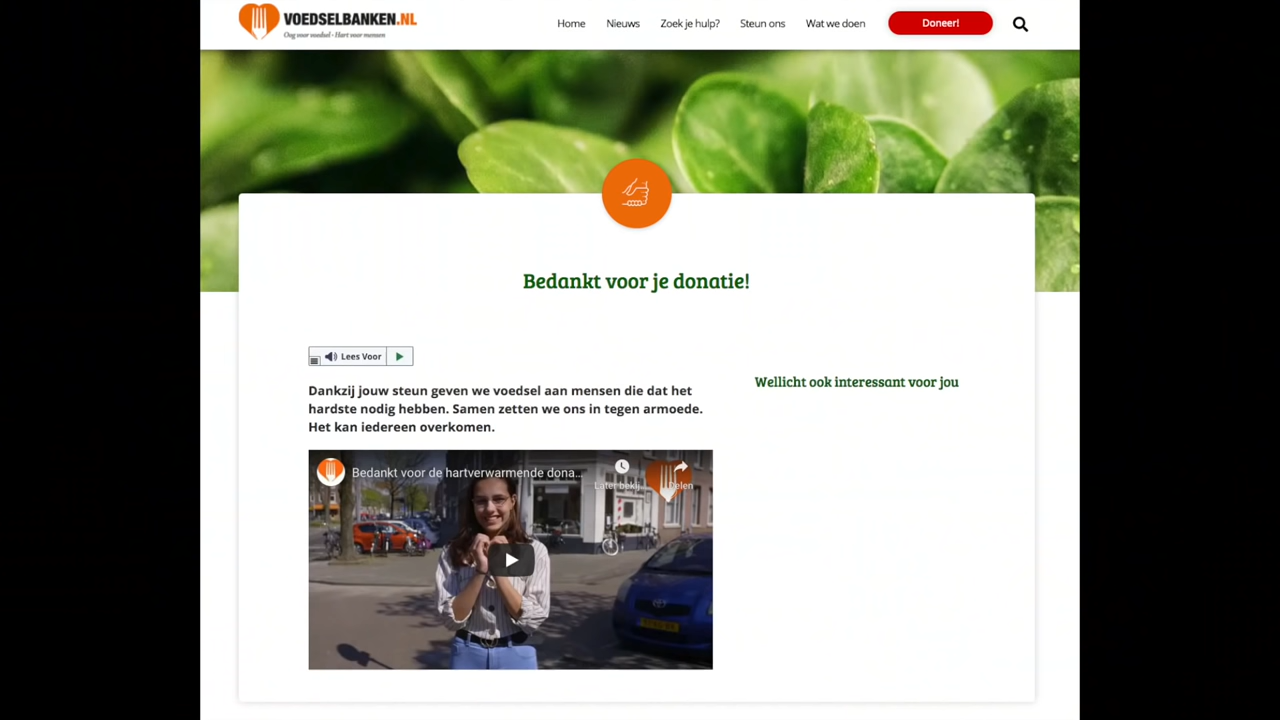 VOEDSELBANKEN.NL
Oog voor voedsel - Hart voor mensen
Home
Nieuws
Zoek je hulp?
Steun ons
Wat we doen
Doneer!
Bedankt voor je donatie!
Lees Voor
Dankzij jouw steun geven we voedsel aan mensen die dat het
hardste nodig hebben. Samen zetten we ons in tegen armoede.
Het kan iedereen overkomen.
Wellicht ook interessant voor jou
Bedankt voor de hartverwarmende dona...
Later bekij...
Delen